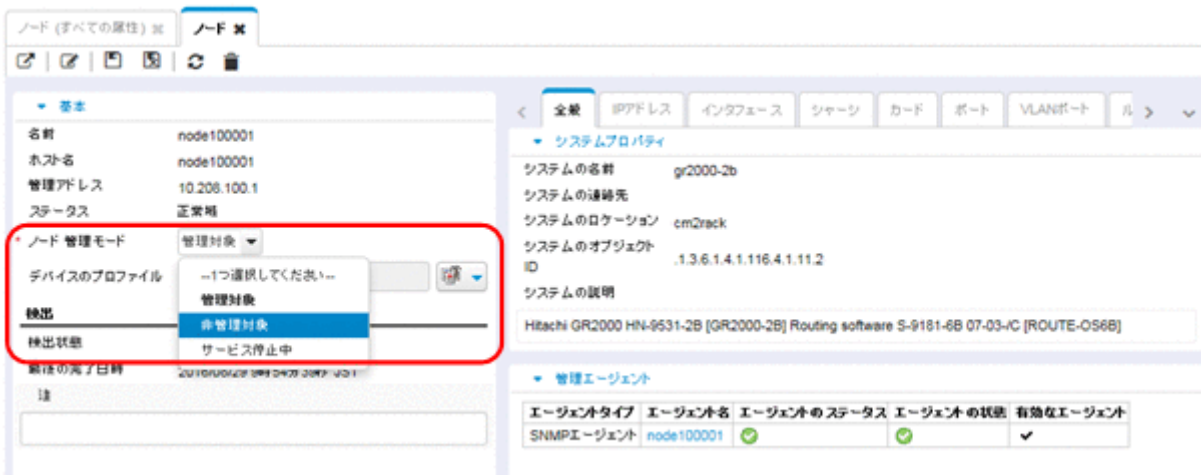 ノード (すべての属性)
ノード
基本
名前 node100001
ホスト名 node100001
管理アドレス 10.208.100.1
ステータス 正常域
* ノード 管理モード 管理対象
デバイスのプロファイル
--1つ選択してください--
管理対象
非管理対象
サービス停止中
検出
検出状態
最後の完了日時 2016/06/29 9時 54分 39秒 JST
注
全般 IPアドレス インタフェース シャーシ カード ポート VLANポート ル
システムプロパティ
システムの名前 gr2000-2b
システムの連絡先
システムのロケーション cm2rack
システムのオブジェクト
ID .1.3.6.1.4.1.116.4.1.11.2
システムの説明
Hitachi GR2000 HN-9531-2B [GR2000-2B] Routing software S-9181-6B 07-03-/C [ROUTE-OS6B]
管理エージェント
エージェントタイプ エージェント名 エージェントのステータス エージェントの状態 有効なエージェント
SNMPエージェント node100001